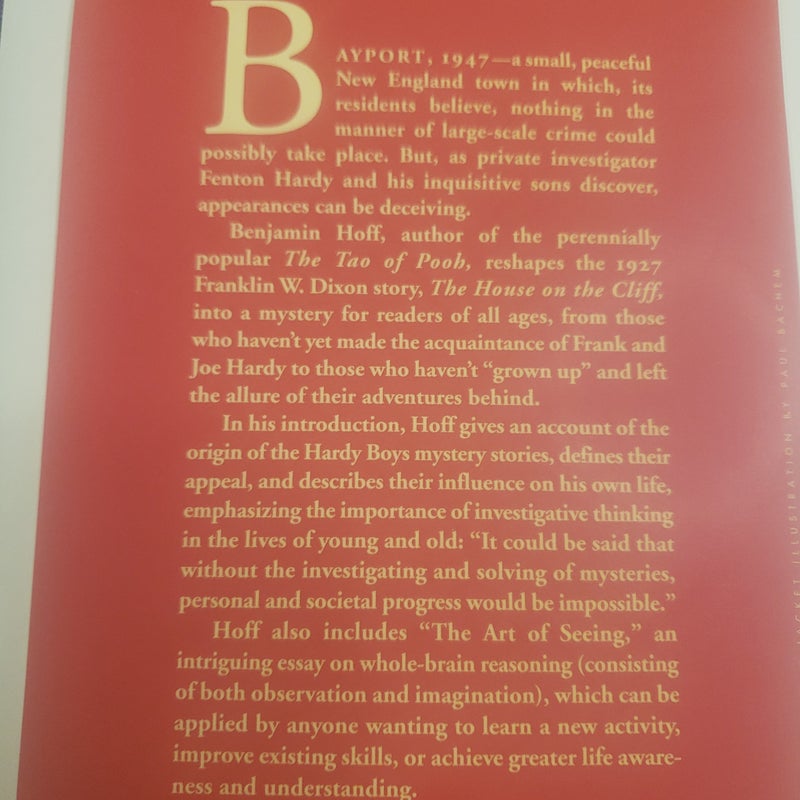 BAYPORT, 1947—a small, peaceful
New England town in which, its
residents believe, nothing in the
manner of large-scale crime could
possibly take place. But, as private investigator
Fenton Hardy and his inquisitive sons discover,
appearances can be deceiving.
Benjamin Hoff, author of the perennially
popular The Tao of Pooh, reshapes the 1927
Franklin W. Dixon story, The House on the Cliff,
into a mystery for readers of all ages, from those
who haven't yet made the acquaintance of Frank and
Joe Hardy to those who haven't “grown up” and left
the allure of their adventures behind.
In his introduction, Hoff gives an account of the
origin of the Hardy Boys mystery stories, defines their
appeal, and describes their influence on his own life,
emphasizing the importance of investigative thinking
in the lives of young and old: “It could be said that
without the investigating and solving of mysteries,
personal and societal progress would be impossible.”
Hoff also includes “The Art of Seeing,” an
intriguing essay on whole-brain reasoning (consisting
of both observation and imagination), which can be
applied by anyone wanting to learn a new activity,
improve existing skills, or achieve greater life aware-
ness and understanding.
JACKET ILLUSTRATION BY PAUL BACHEM